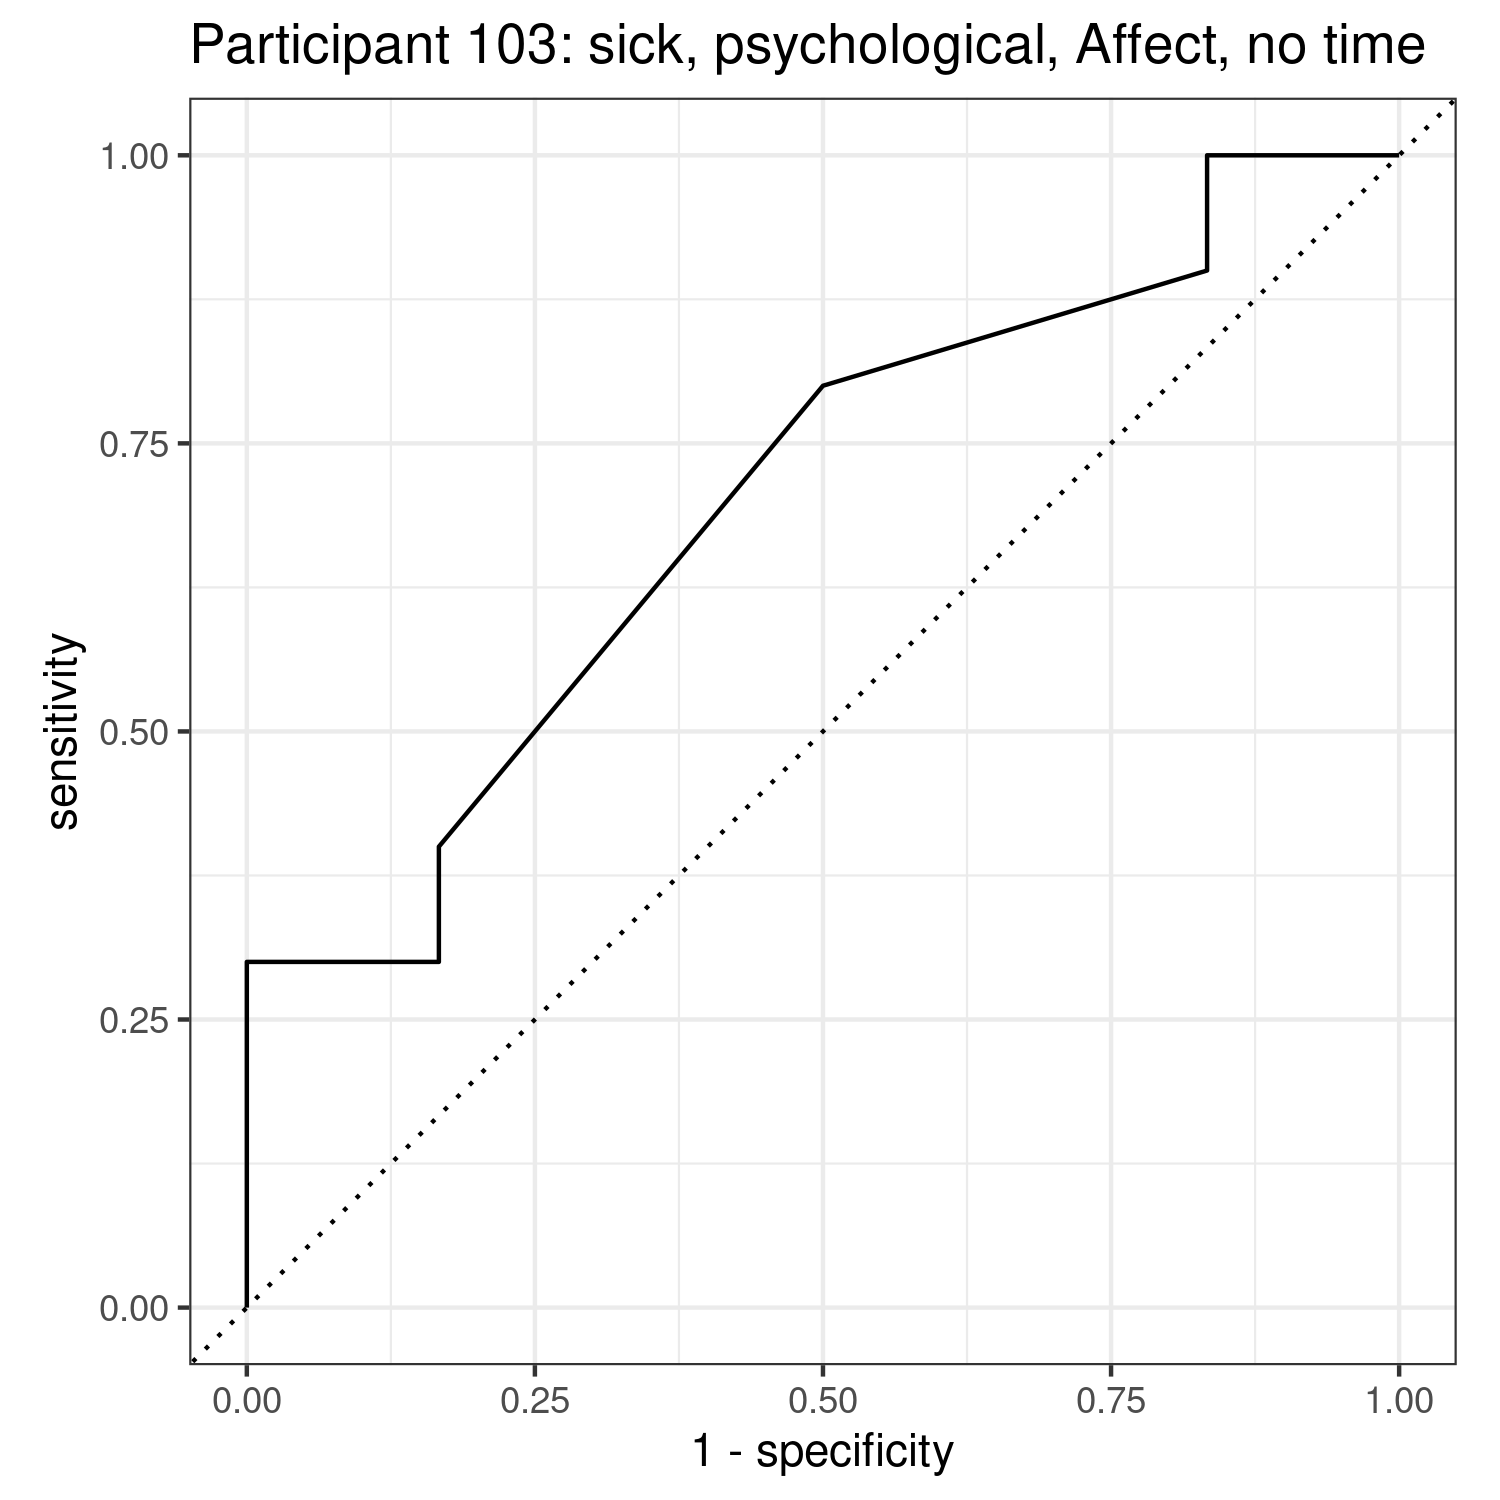 Participant 103: sick, psychological, Affect, no time
1.00
0.75
0.50
0.25
0.00
sensitivity
0.00 0.25 0.50 0.75 1.00
1 - specificity